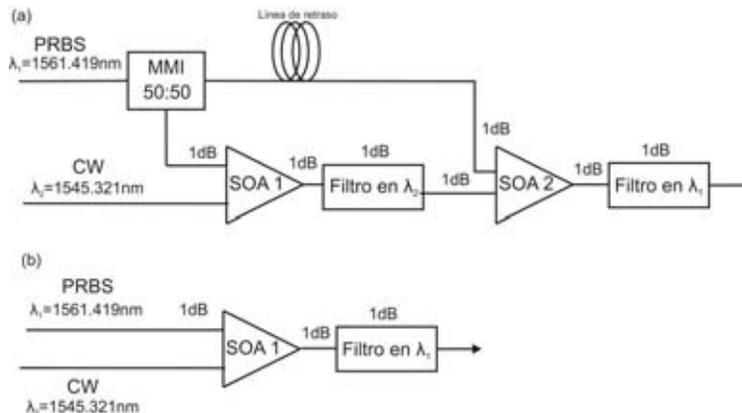 (a)
Línea de retraso
PRBS
λ₁=1561.419nm
MMI
50:50
1dB
CW
λ₂=1545.321nm
1dB
SOA 1
1dB
1dB
Filtro en λ₂
1dB
1dB
SOA 2
1dB
1dB
Filtro en λ₁
(b)
PRBS
λ₁=1561.419nm
1dB
SOA 1
1dB
1dB
Filtro en λ₁
CW
λ₂=1545.321nm